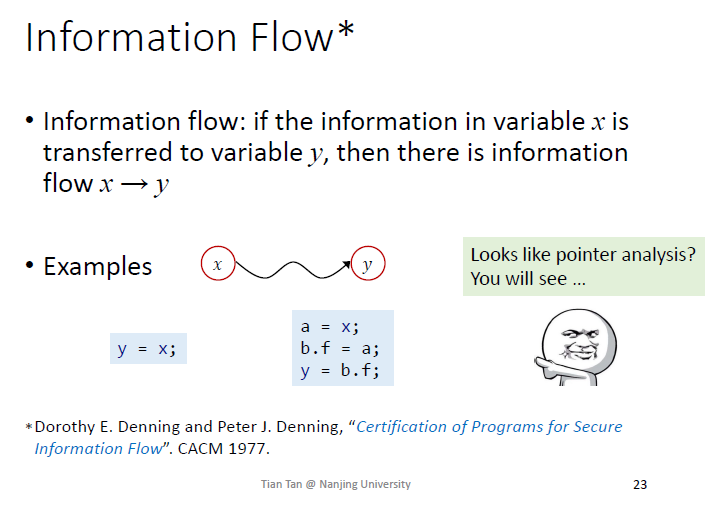 Information Flow*
• Information flow: if the information in variable x is
transferred to variable y, then there is information
flow x → y
• Examples
x
y
Looks like pointer analysis?
You will see …
y = x;
a = x;
b.f = a;
y = b.f;
*Dorothy E. Denning and Peter J. Denning, “Certification of Programs for Secure
Information Flow”. CACM 1977.
Tian Tan @ Nanjing University
23